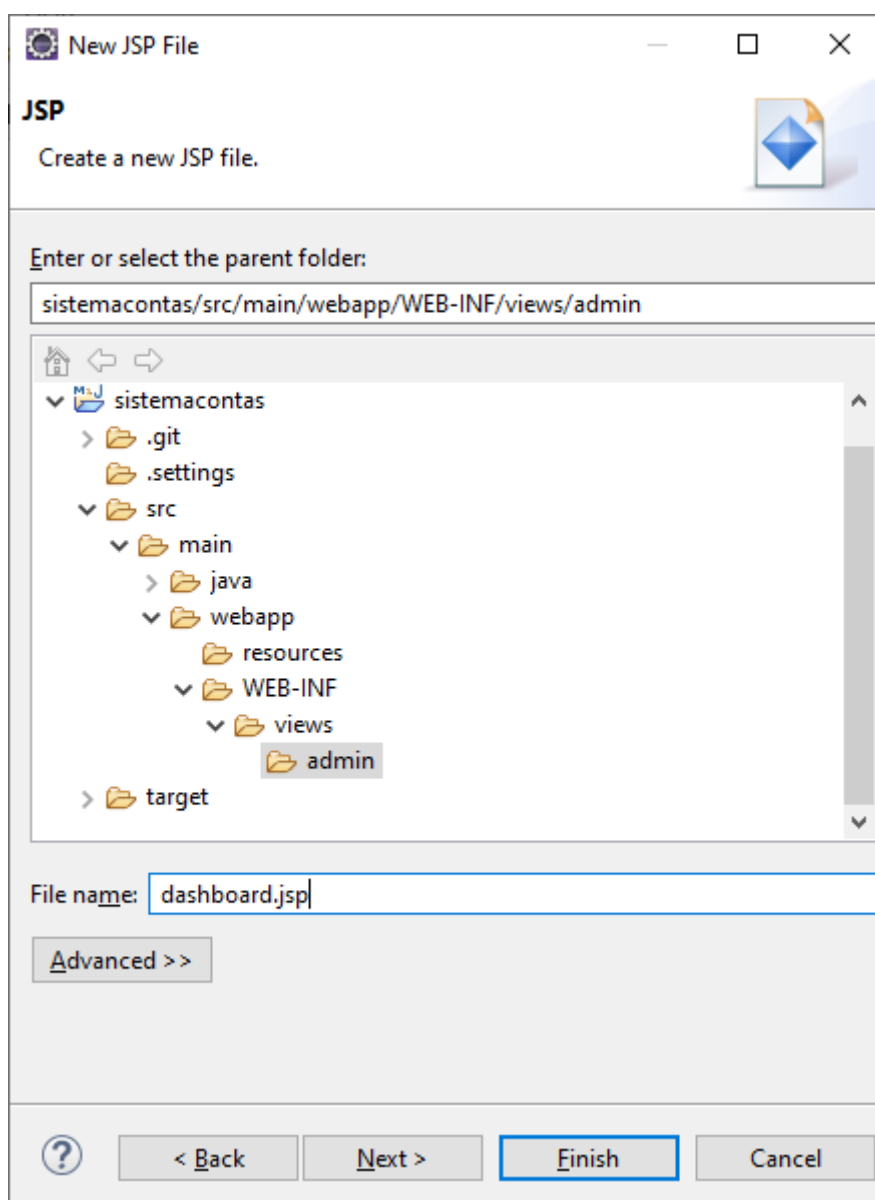 New JSP File
JSP
Create a new JSP file.
Enter or select the parent folder:
sistemacontas/src/main/webapp/WEB-INF/views/admin
sistemacontas
.git
.settings
src
main
java
webapp
resources
WEB-INF
views
admin
target
File name: dashboard.jsp
Advanced >>
? < Back Next > Finish Cancel